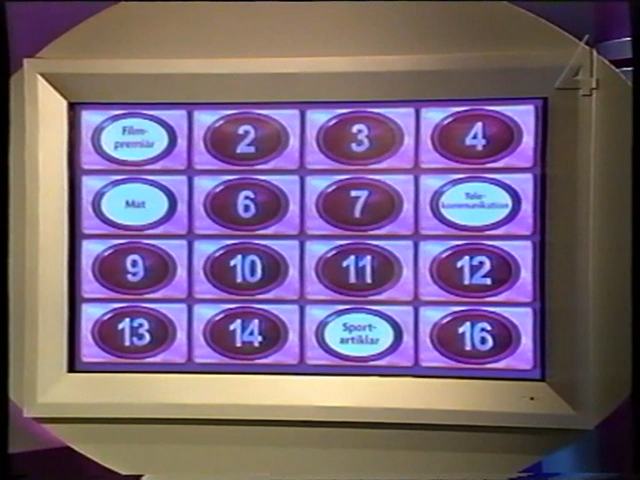 4
Film-
premiär
2
3
4
Mat
6
7
Tele-
kommunikation
9
10
11
12
13
14
Sport-
artiklar
16